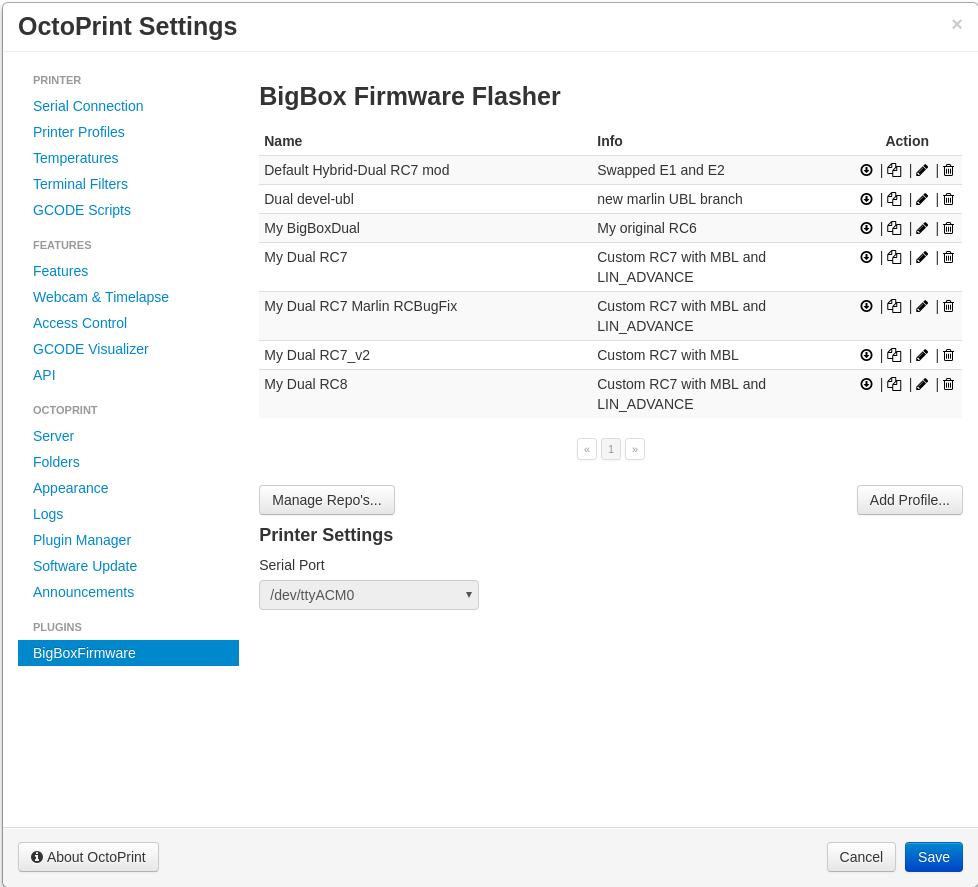 OctoPrint Settings
×
PRINTER
Serial Connection
Printer Profiles
Temperatures
Terminal Filters
GCODE Scripts
FEATURES
Features
Webcam & Timelapse
Access Control
GCODE Visualizer
API
OCTOPRINT
Server
Folders
Appearance
Logs
Plugin Manager
Software Update
Announcements
PLUGINS
BigBoxFirmware
BigBox Firmware Flasher
Name Info Action
Default Hybrid-Dual RC7 mod Swapped E1 and E2 | | |
Dual devel-ubl new marlin UBL branch | | |
My BigBoxDual My original RC6 | | |
My Dual RC7 Custom RC7 with MBL and | | |
LIN_ADVANCE
My Dual RC7 Marlin RCBugFix Custom RC7 with MBL and | | |
LIN_ADVANCE
My Dual RC7_v2 Custom RC7 with MBL | | |
My Dual RC8 Custom RC7 with MBL and | | |
LIN_ADVANCE
« 1 »
Manage Repo's... Add Profile...
Printer Settings
Serial Port
/dev/ttyACM0
About OctoPrint Cancel Save